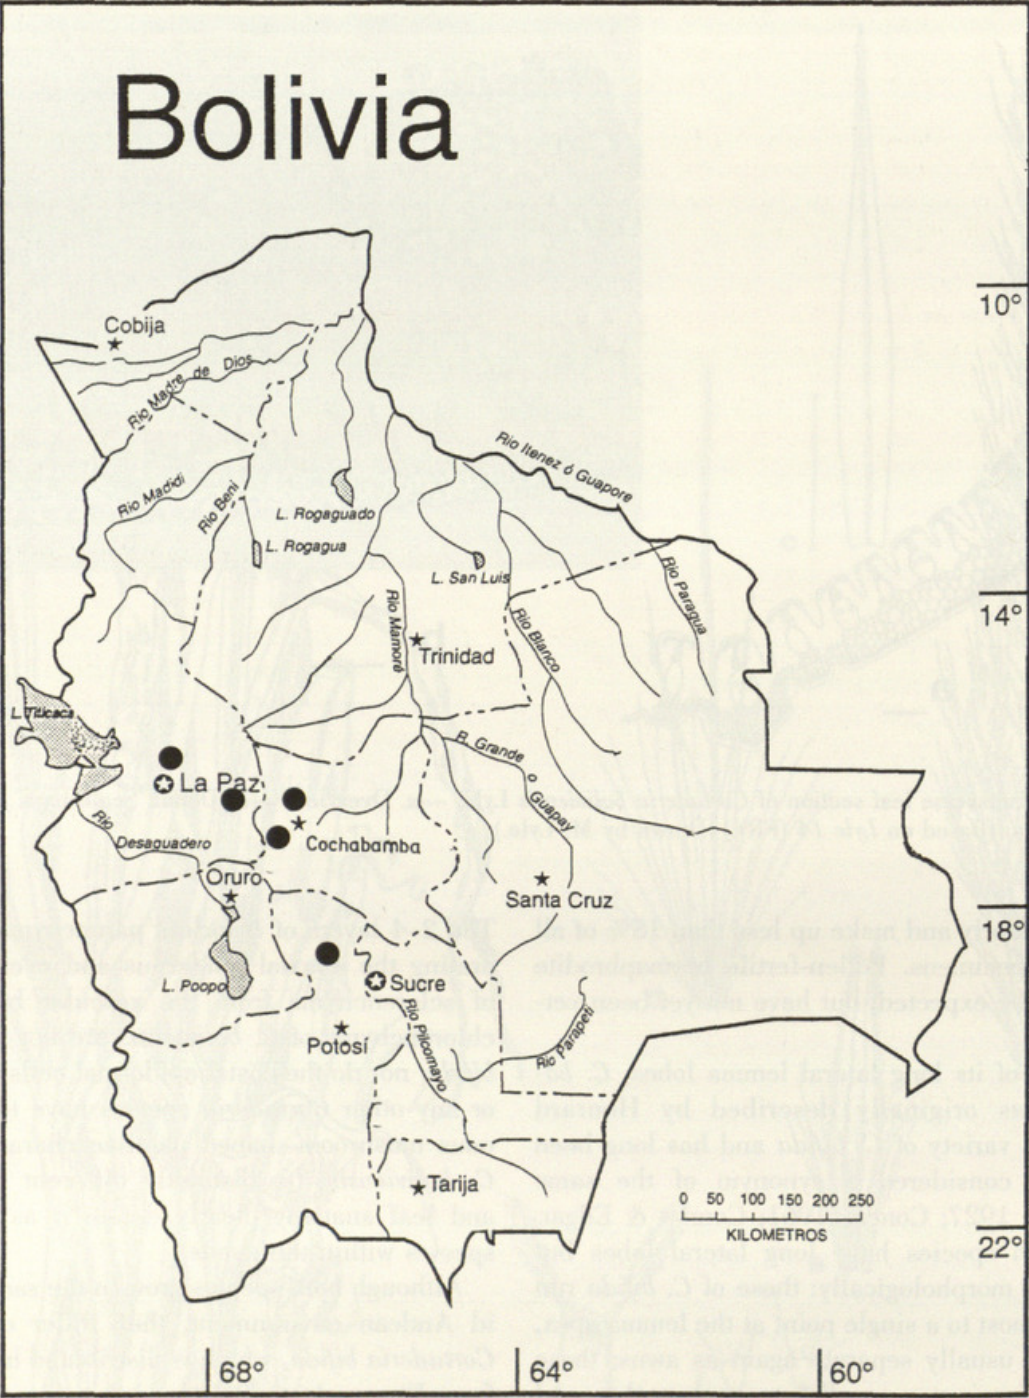 Bolivia
10°
Cobija
Rio Madre de Dios
Rio Itenez ó Guapore
Rio Madidi
Rio Beni
L. Rogaguado
L. Rogagua
L. San Luis
Rio Paragua
14°
Rio Mamoré
Rio Blanco
Trinidad
L. Titicaca
R. Grande o Guapay
La Paz
Rio Desaguadero
Cochabamba
Oruro
Santa Cruz
18°
L. Poopo
Sucre
Rio Pilcomayo
Potosí
Rio Parapeti
Tarija
0 50 100 150 200 250
KILOMETROS
22°
68°
64°
60°